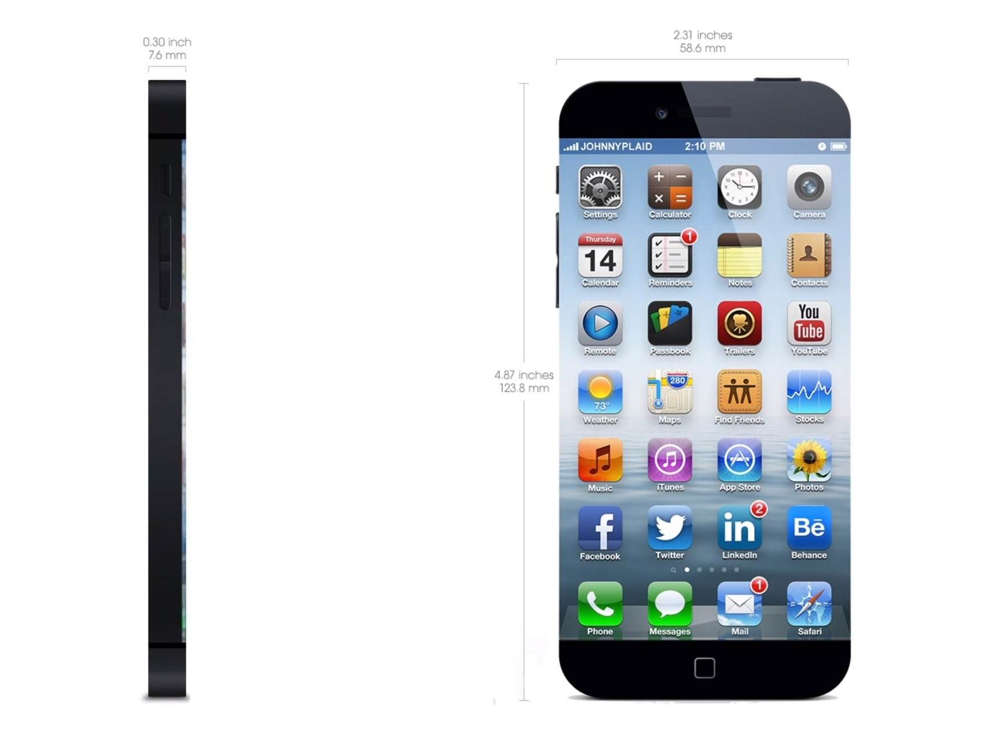 0.30 inch
7.6 mm
2.31 inches
58.6 mm
4.87 inches
123.8 mm
JOHNNYPLAID 2:10 PM
+ −
× =
Settings Calculator Clock Camera
Thursday 1
14
Calendar Reminders Notes Contacts
You
Tube
Remote Passbook Trailers YouTube
280
73°
Weather Maps Find Friends Stocks
Music iTunes App Store Photos
2
f in Bē
Facebook Twitter LinkedIn Behance
1
Phone Messages Mail Safari